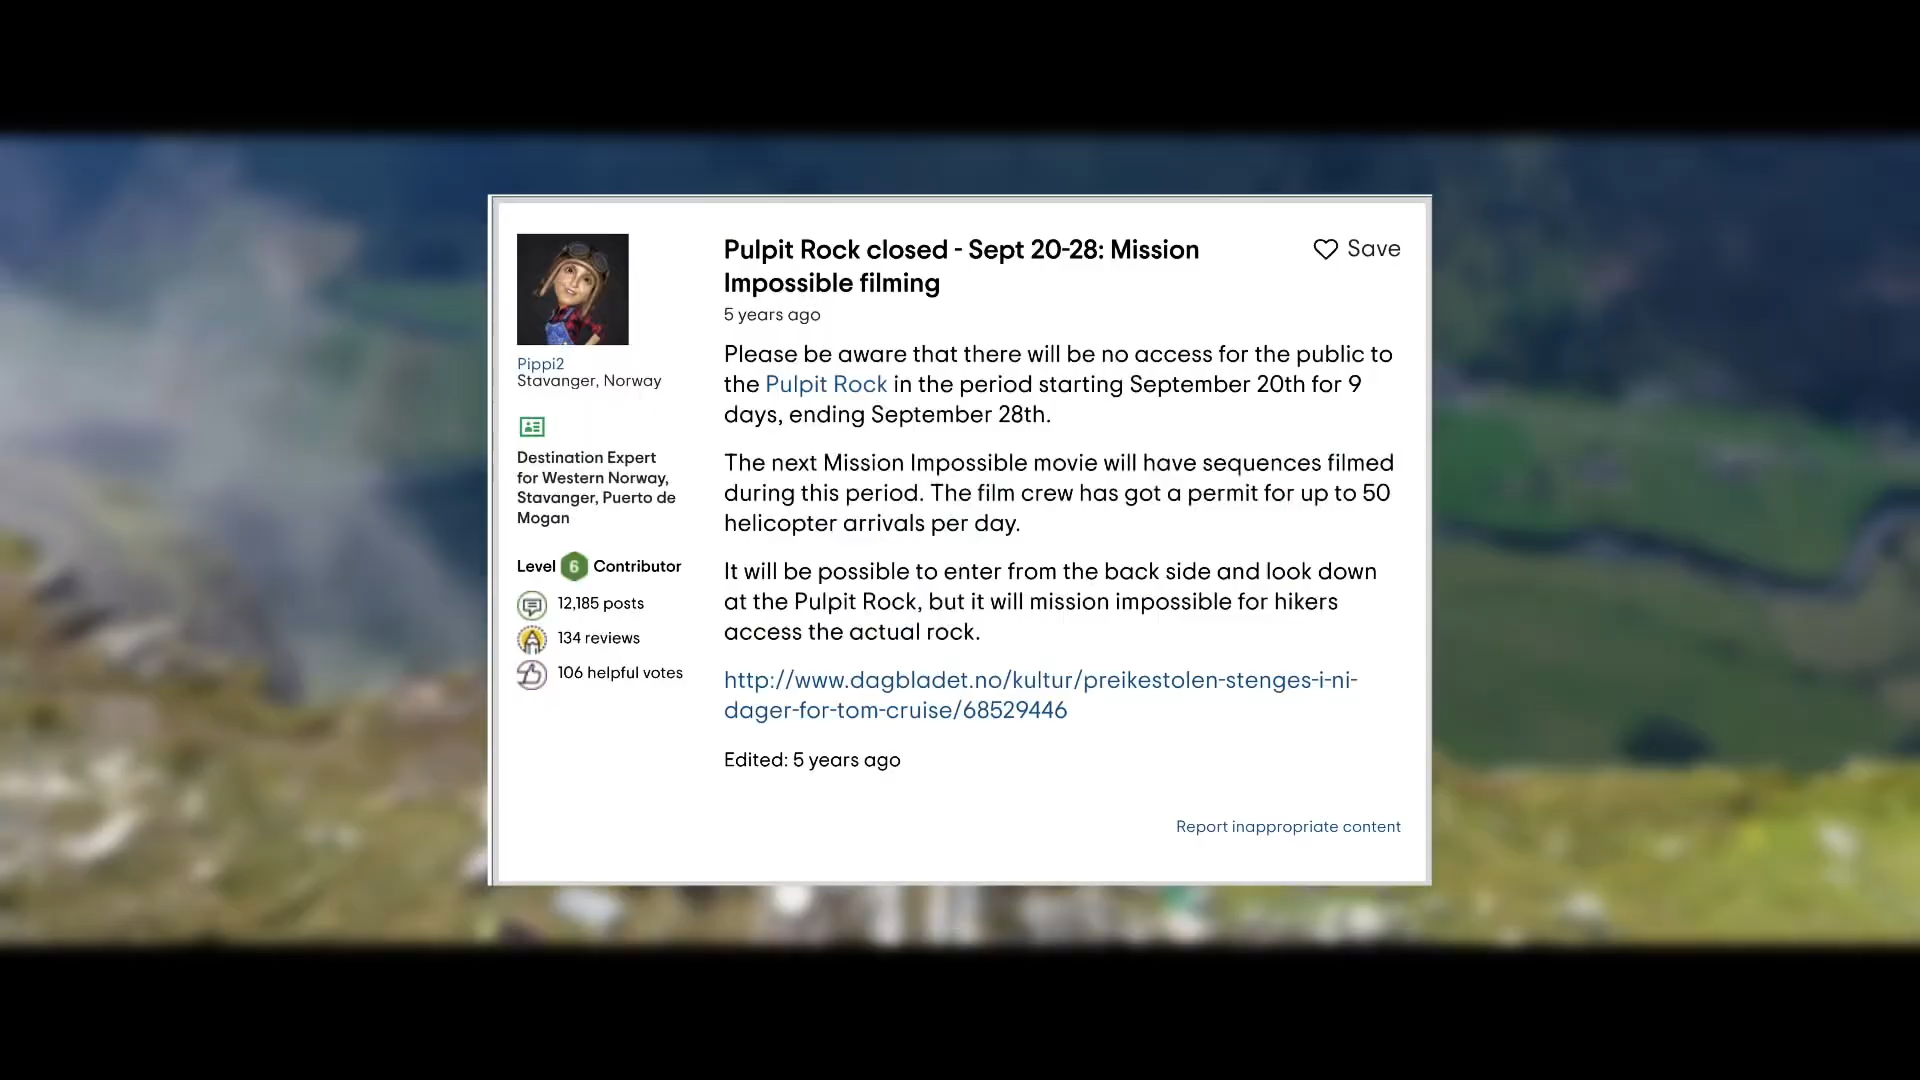 Pulpit Rock closed - Sept 20-28: Mission
Impossible filming
Save
5 years ago
Pippi2
Stavanger, Norway
Destination Expert
for Western Norway,
Stavanger, Puerto de
Mogan
Level 6 Contributor
12,185 posts
134 reviews
106 helpful votes
Please be aware that there will be no access for the public to
the Pulpit Rock in the period starting September 20th for 9
days, ending September 28th.
The next Mission Impossible movie will have sequences filmed
during this period. The film crew has got a permit for up to 50
helicopter arrivals per day.
It will be possible to enter from the back side and look down
at the Pulpit Rock, but it will mission impossible for hikers
access the actual rock.
http://www.dagbladet.no/kultur/preikestolen-stenges-i-ni-
dager-for-tom-cruise/68529446
Edited: 5 years ago
Report inappropriate content